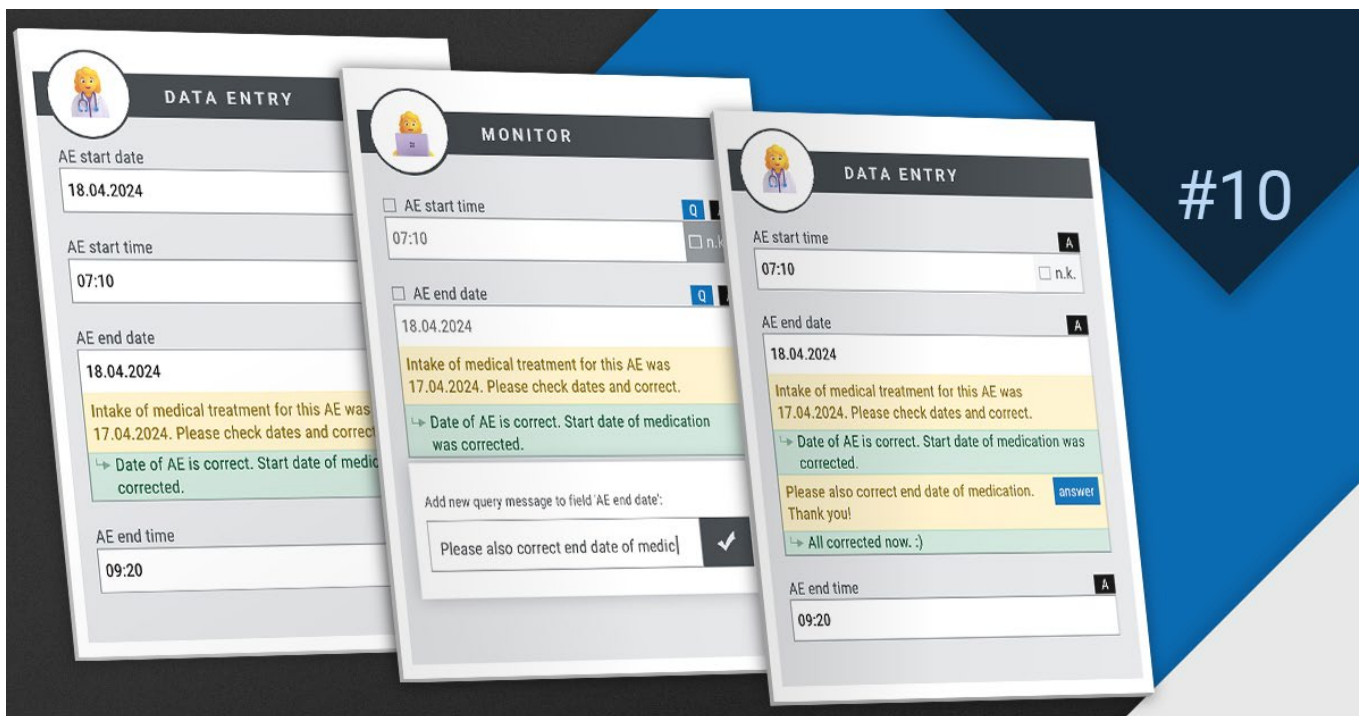 DATA ENTRY
AE start date
18.04.2024
AE start time
07:10
AE end date
18.04.2024
Intake of medical treatment for this AE was
17.04.2024. Please check dates and correct
↳ Date of AE is correct. Start date of medic
corrected.
AE end time
09:20
MONITOR
AE start time
Q
07:10
n.k
AE end date
Q
18.04.2024
Intake of medical treatment for this AE was
17.04.2024. Please check dates and correct.
↳ Date of AE is correct. Start date of medication
was corrected.
Add new query message to field 'AE end date':
Please also correct end date of medic
DATA ENTRY
AE start time
A
07:10
n.k.
AE end date
A
18.04.2024
Intake of medical treatment for this AE was
17.04.2024. Please check dates and correct.
↳ Date of AE is correct. Start date of medication was
corrected.
Please also correct end date of medication.
Thank you!
answer
↳ All corrected now. :)
AE end time
A
09:20
#10